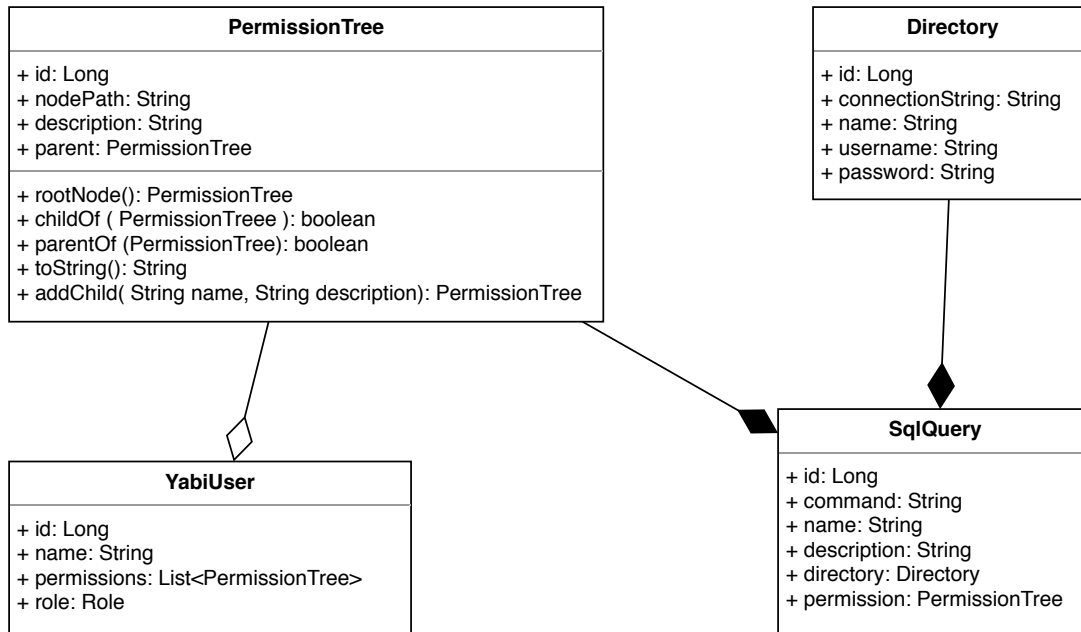 PermissionTree
+ id: Long
+ nodePath: String
+ description: String
+ parent: PermissionTree
+ rootNode(): PermissionTree
+ childOf ( PermissionTreee ): boolean
+ parentOf (PermissionTree): boolean
+ toString(): String
+ addChild( String name, String description): PermissionTree
Directory
+ id: Long
+ connectionString: String
+ name: String
+ username: String
+ password: String
YabiUser
+ id: Long
+ name: String
+ permissions: List<PermissionTree>
+ role: Role
SqlQuery
+ id: Long
+ command: String
+ name: String
+ description: String
+ directory: Directory
+ permission: PermissionTree